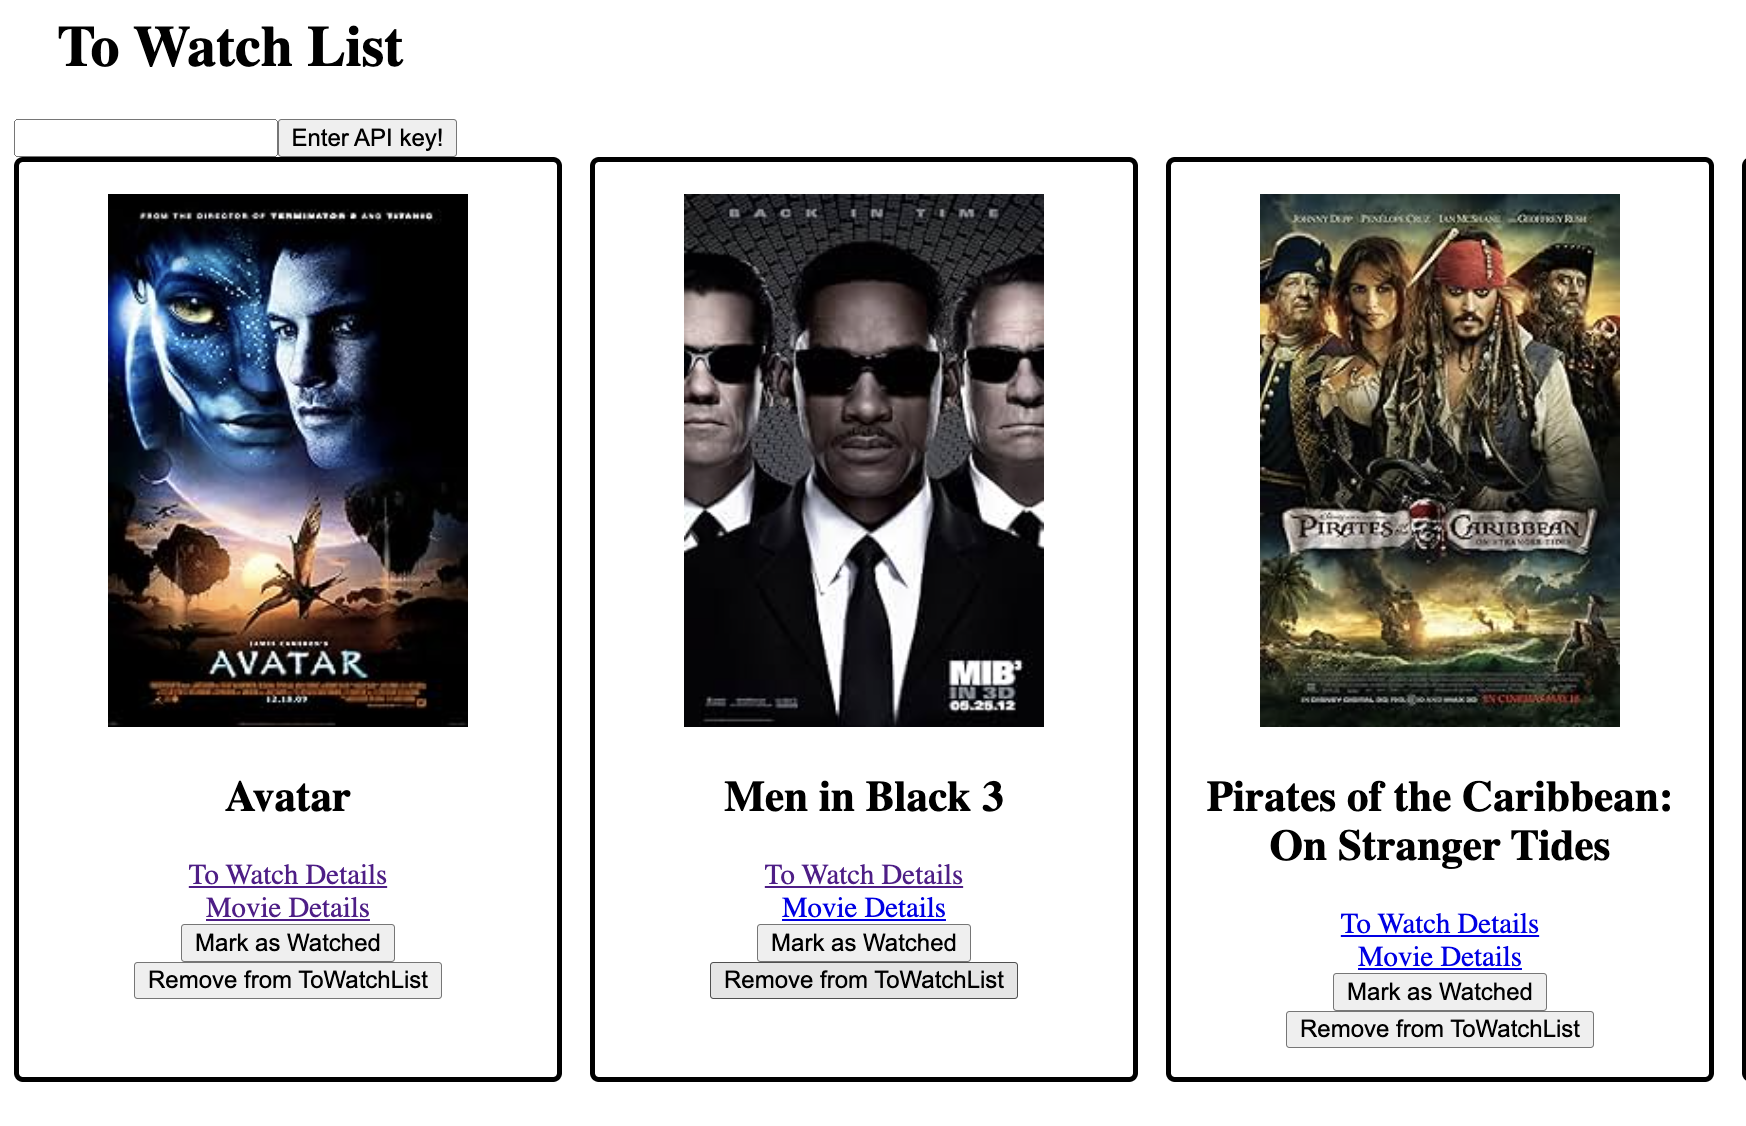 To Watch List
Enter API key!
FROM THE DIRECTOR OF TERMINATOR 2 AND TITANIC
JAMES CAMERON'S
AVATAR
12.18.09
Avatar
To Watch Details
Movie Details
Mark as Watched
Remove from ToWatchList
BACK IN TIME
MIB³
IN 3D
05.25.12
Men in Black 3
To Watch Details
Movie Details
Mark as Watched
Remove from ToWatchList
JOHNNY DEPP PENÉLOPE CRUZ IAN MCSHANE GEOFFREY RUSH
PIRATES of the CARIBBEAN
ON STRANGER TIDES
Pirates of the Caribbean:
On Stranger Tides
To Watch Details
Movie Details
Mark as Watched
Remove from ToWatchList